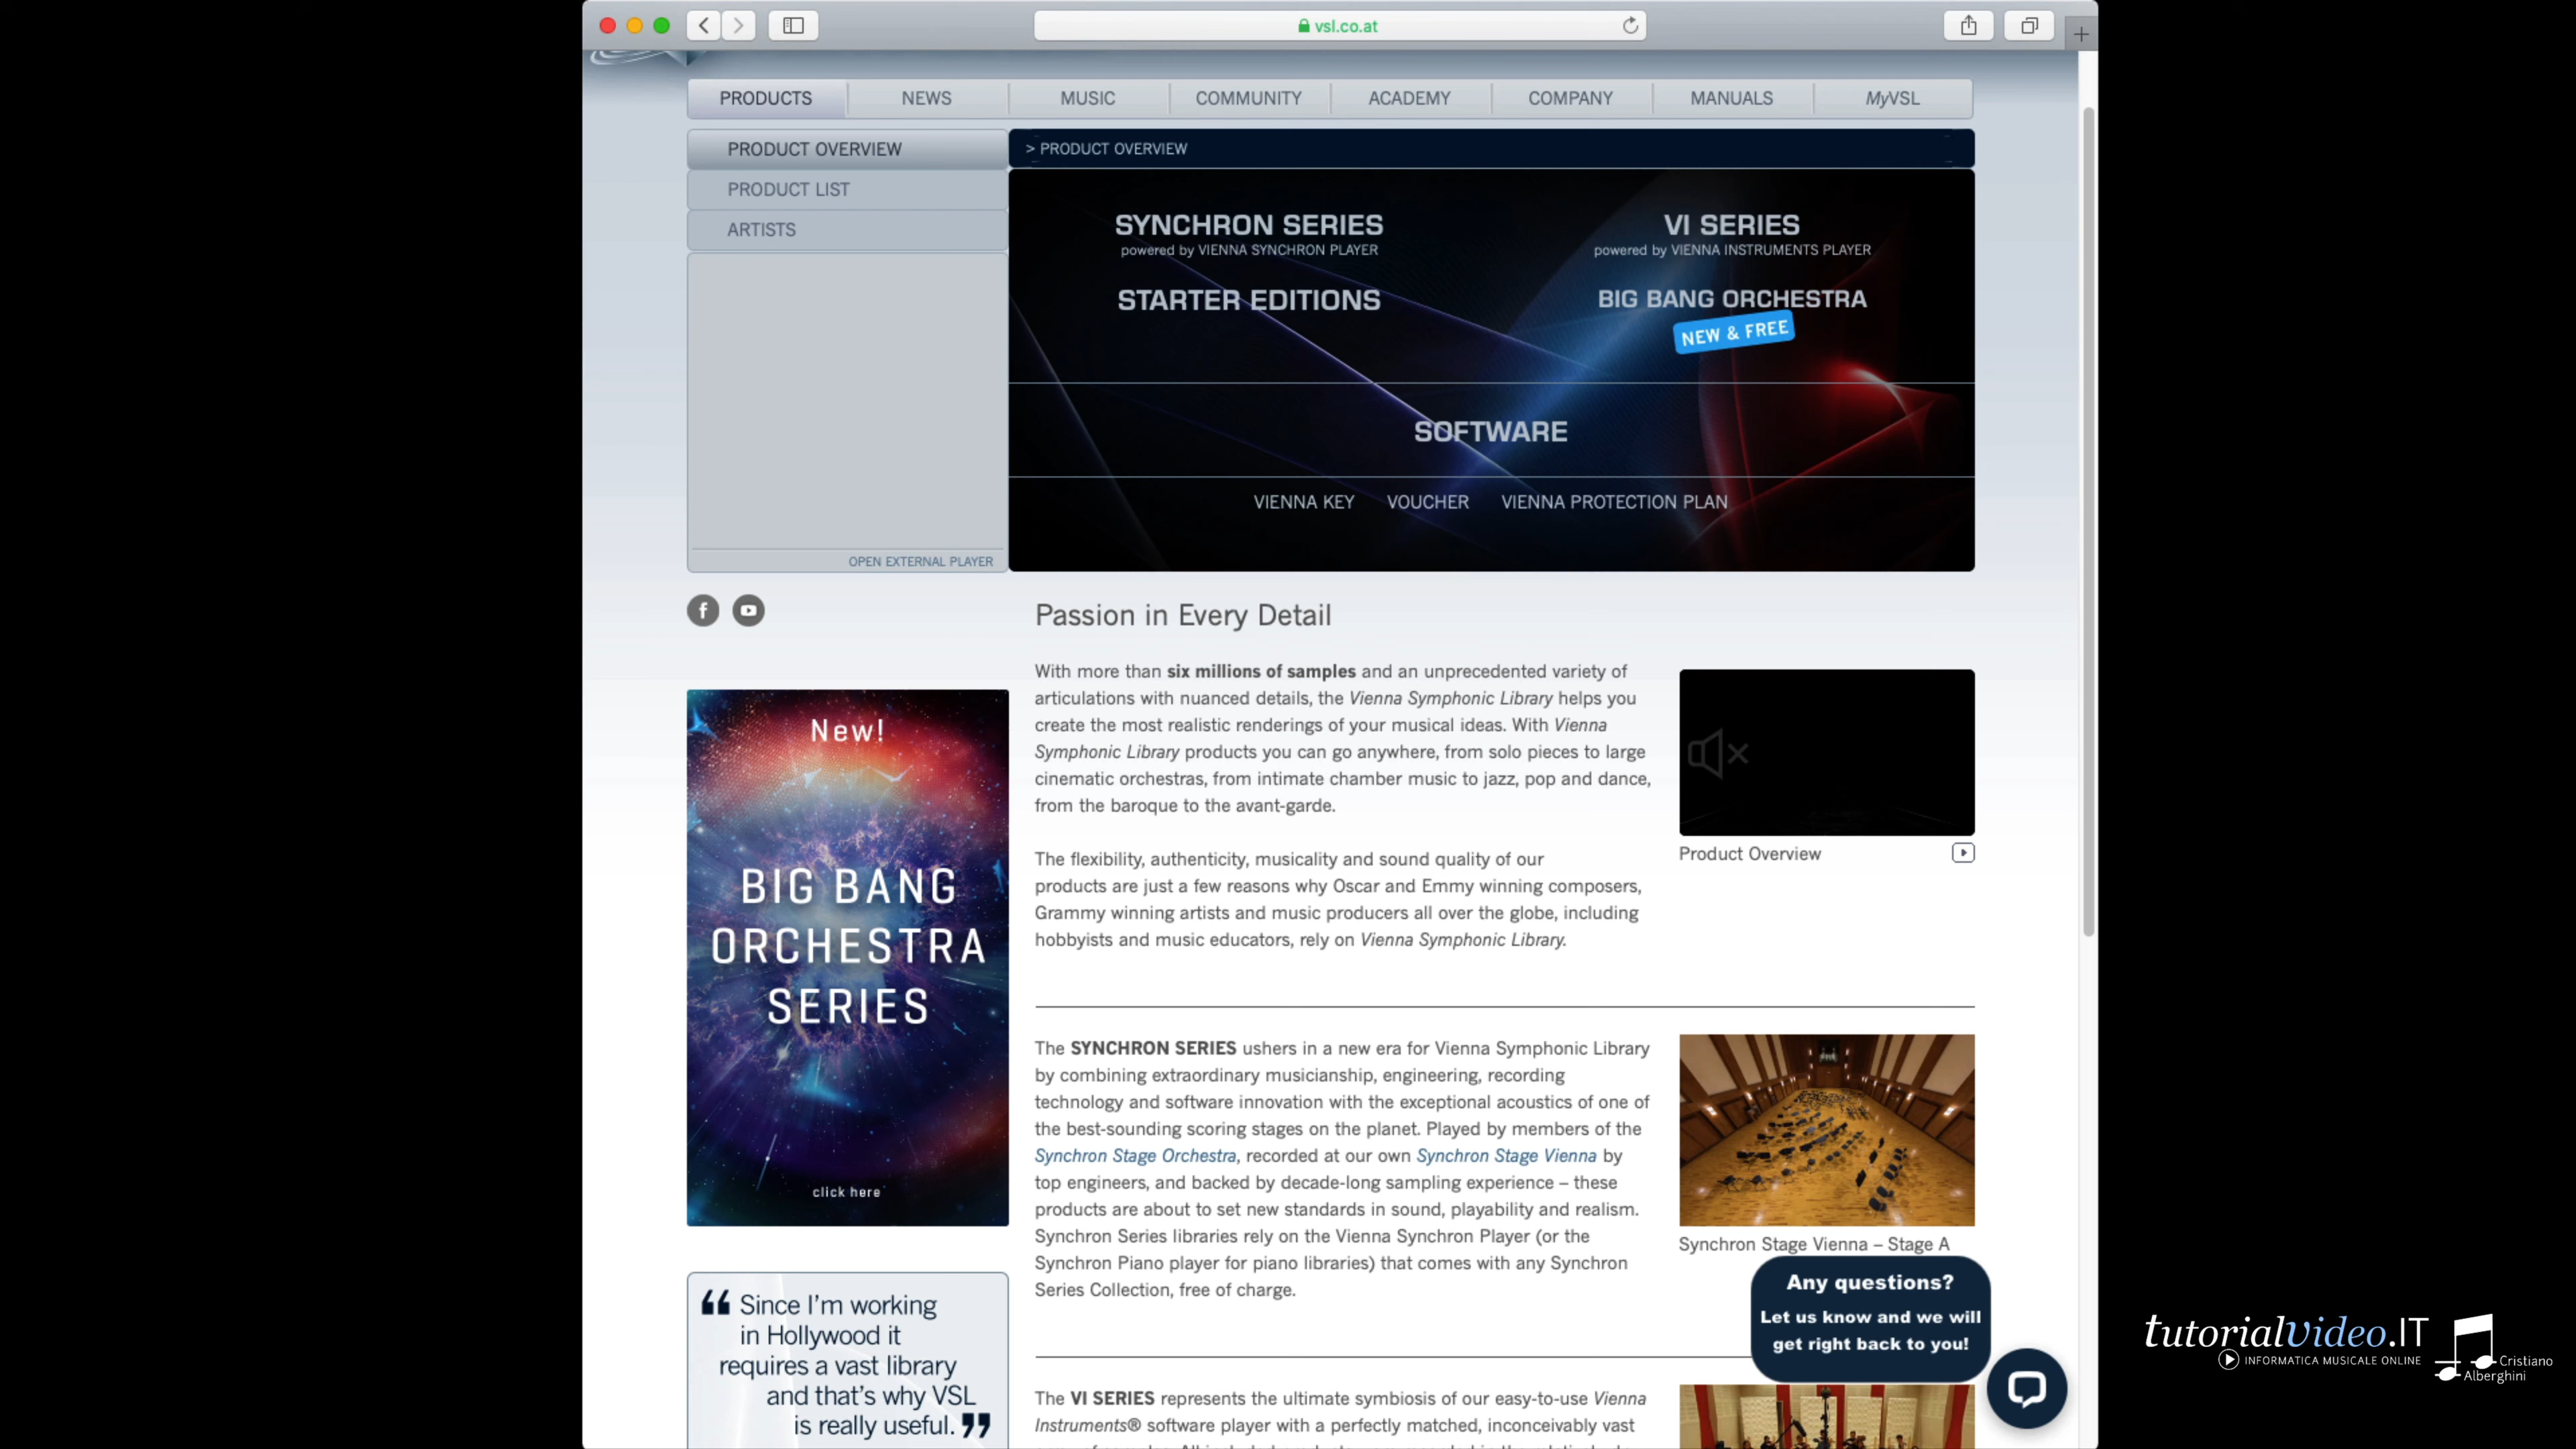 vsl.co.at
PRODUCTS NEWS MUSIC COMMUNITY ACADEMY COMPANY MANUALS MyVSL
PRODUCT OVERVIEW
PRODUCT LIST
ARTISTS
OPEN EXTERNAL PLAYER
> PRODUCT OVERVIEW
SYNCHRON SERIES
powered by VIENNA SYNCHRON PLAYER
VI SERIES
powered by VIENNA INSTRUMENTS PLAYER
STARTER EDITIONS
BIG BANG ORCHESTRA
NEW & FREE
SOFTWARE
VIENNA KEY VOUCHER VIENNA PROTECTION PLAN
New!
BIG BANG
ORCHESTRA
SERIES
click here
“ Since I'm working
in Hollywood it
requires a vast library
and that's why VSL
is really useful. ”
Passion in Every Detail
With more than six millions of samples and an unprecedented variety of
articulations with nuanced details, the Vienna Symphonic Library helps you
create the most realistic renderings of your musical ideas. With Vienna
Symphonic Library products you can go anywhere, from solo pieces to large
cinematic orchestras, from intimate chamber music to jazz, pop and dance,
from the baroque to the avant-garde.
The flexibility, authenticity, musicality and sound quality of our
products are just a few reasons why Oscar and Emmy winning composers,
Grammy winning artists and music producers all over the globe, including
hobbyists and music educators, rely on Vienna Symphonic Library.
Product Overview
The SYNCHRON SERIES ushers in a new era for Vienna Symphonic Library
by combining extraordinary musicianship, engineering, recording
technology and software innovation with the exceptional acoustics of one of
the best-sounding scoring stages on the planet. Played by members of the
Synchron Stage Orchestra, recorded at our own Synchron Stage Vienna by
top engineers, and backed by decade-long sampling experience – these
products are about to set new standards in sound, playability and realism.
Synchron Series libraries rely on the Vienna Synchron Player (or the
Synchron Piano player for piano libraries) that comes with any Synchron
Series Collection, free of charge.
Synchron Stage Vienna – Stage A
The VI SERIES represents the ultimate symbiosis of our easy-to-use Vienna
Instruments® software player with a perfectly matched, inconceivably vast
Any questions?
Let us know and we will
get right back to you!
tutorialvideo.IT
INFORMATICA MUSICALE ONLINE
Cristiano
Alberghini